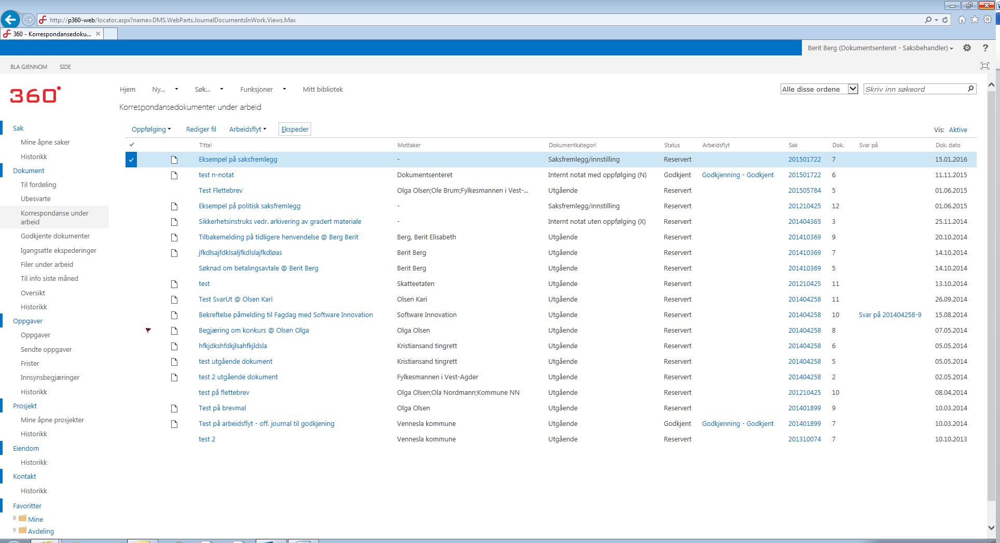 http://p360-web/locator.aspx?name=DMS.WebParts.JournalDocumentsInWork.Views.Max
360 - Korrespondansedoku...
Berit Berg (Dokumentsenteret - Saksbehandler)
BLA GJENNOM SIDE
360°
Hjem Ny... Søk... Funksjoner Mitt bibliotek
Alle disse ordene Skriv inn søkeord
Korrespondansedokumenter under arbeid
Sak
Mine åpne saker
Historikk
Dokument
Til fordeling
Ubesvarte
Korrespondanse under
arbeid
Godkjente dokumenter
Igangsatte ekspederinger
Filer under arbeid
Til info siste måned
Oversikt
Historikk
Oppgaver
Oppgaver
Sendte oppgaver
Frister
Innsynsbegjæringer
Historikk
Prosjekt
Mine åpne prosjekter
Historikk
Eiendom
Historikk
Kontakt
Historikk
Favoritter
Mine
Avdeling
Oppfølging Rediger fil Arbeidsflyt Ekspeder Vis: Aktive
Tittel Mottaker Dokumentkategori Status Arbeidsflyt Sak Dok. Svar på Dok. dato
Eksempel på saksfremlegg - Saksfremlegg/innstilling Reservert 201501722 7 15.01.2016
test n-notat Dokumentsenteret Internt notat med oppfølging (N) Godkjent Godkjenning - Godkjent 201501722 6 11.11.2015
Test Flettebrev Olga Olsen;Ole Brum;Fylkesmannen i Vest-... Utgående Reservert 201505784 5 01.06.2015
Eksempel på politisk saksfremlegg - Saksfremlegg/innstilling Reservert 201210425 12 01.06.2015
Sikkerhetsinstruks vedr. arkivering av gradert materiale - Internt notat uten oppfølging (X) Reservert 201404365 3 25.11.2014
Tilbakemelding på tidligere henvendelse @ Berg Berit Berg, Berit Elisabeth Utgående Reservert 201410369 9 20.10.2014
jfkdlsajfdklsaljfkdlslajfkdløas Berit Berg Utgående Reservert 201410369 7 14.10.2014
Søknad om betalingsavtale @ Berit Berg Berit Berg Utgående Reservert 201410369 5 14.10.2014
test Skatteetaten Utgående Reservert 201210425 11 13.10.2014
Test SvarUt @ Olsen Kari Olsen Kari Utgående Reservert 201404258 11 26.09.2014
Bekreftelse påmelding til Fagdag med Software Innovation Software Innovation Utgående Reservert 201404258 10 Svar på 201404258-9 15.08.2014
Begjæring om konkurs @ Olsen Olga Olga Olsen Utgående Reservert 201404258 8 07.05.2014
hfkjdkshfdkjlsahfkjldsla Kristiansand tingrett Utgående Reservert 201404258 6 05.05.2014
test utgående dokument Kristiansand tingrett Utgående Reservert 201404258 5 05.05.2014
test 2 utgående dokument Fylkesmannen i Vest-Agder Utgående Reservert 201404258 2 02.05.2014
test på flettebrev Olga Olsen;Ola Nordmann;Kommune NN Utgående Reservert 201210425 10 08.04.2014
Test på brevmal Olga Olsen Utgående Reservert 201401899 9 10.03.2014
Test på arbeidsflyt - off. journal til godkjening Vennesla kommune Utgående Godkjent Godkjenning - Godkjent 201401899 7 10.03.2014
test 2 Vennesla kommune Utgående Reservert 201310074 7 10.10.2013